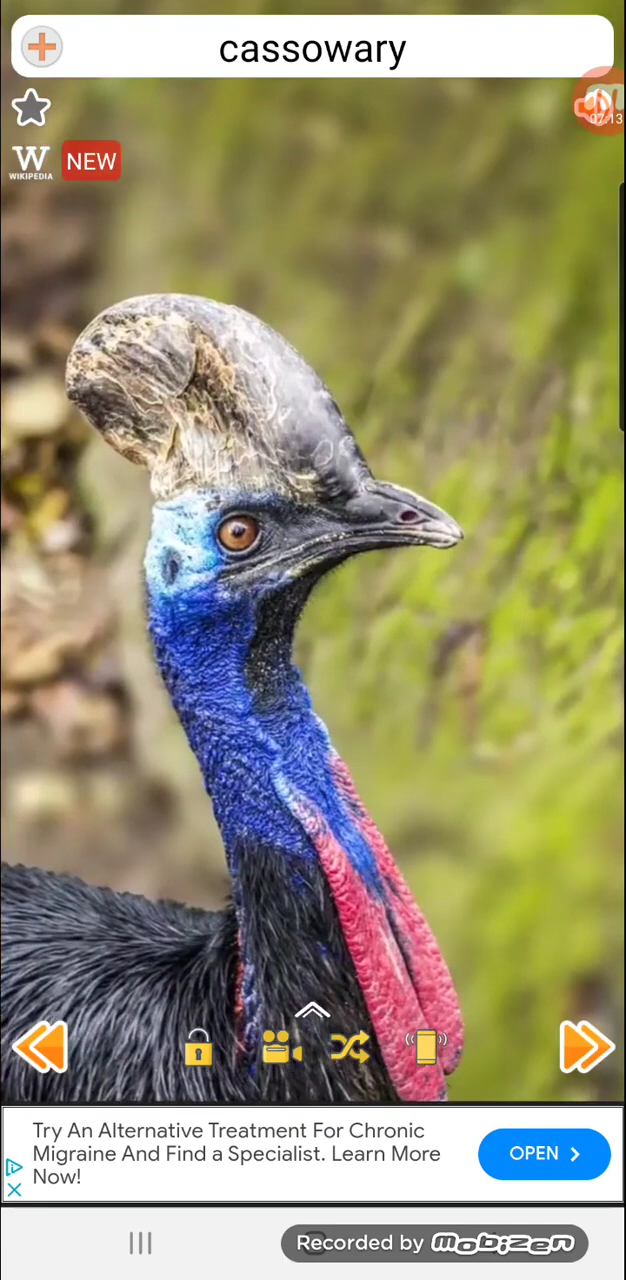 cassowary
07:13
W
WIKIPEDIA
NEW
Try An Alternative Treatment For Chronic
Migraine And Find a Specialist. Learn More
Now!
OPEN
Recorded by mobizen